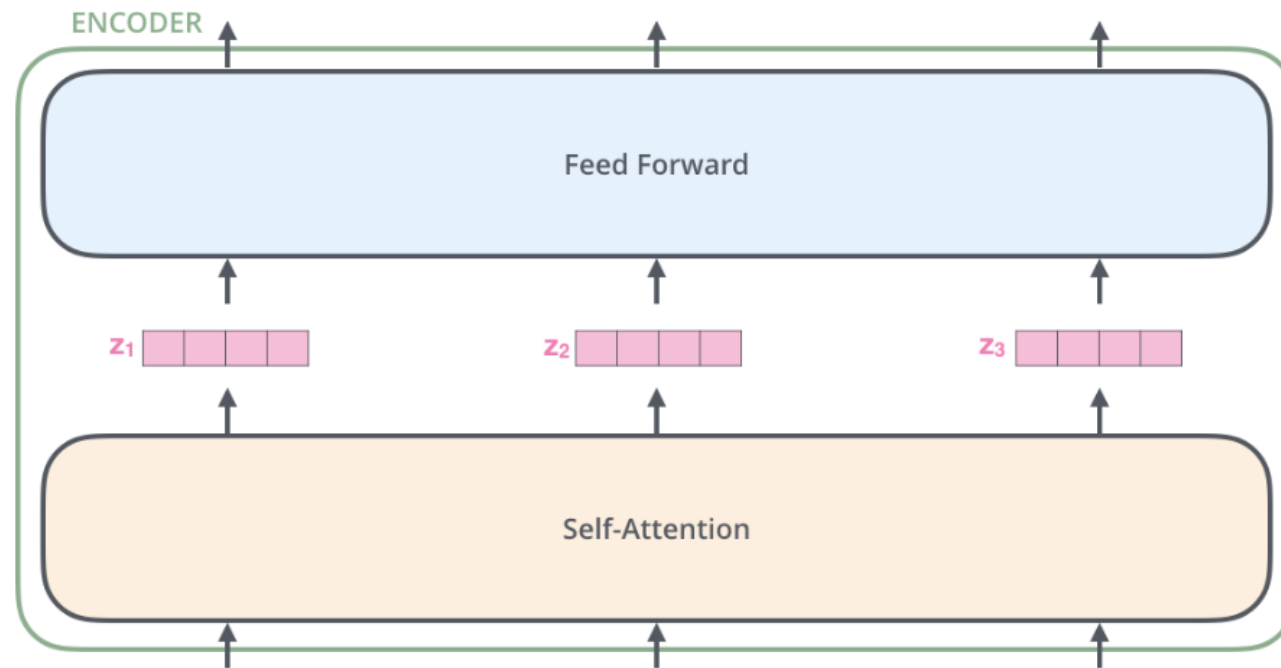 ENCODER
Feed Forward
z₁ z₂ z₃
Self-Attention